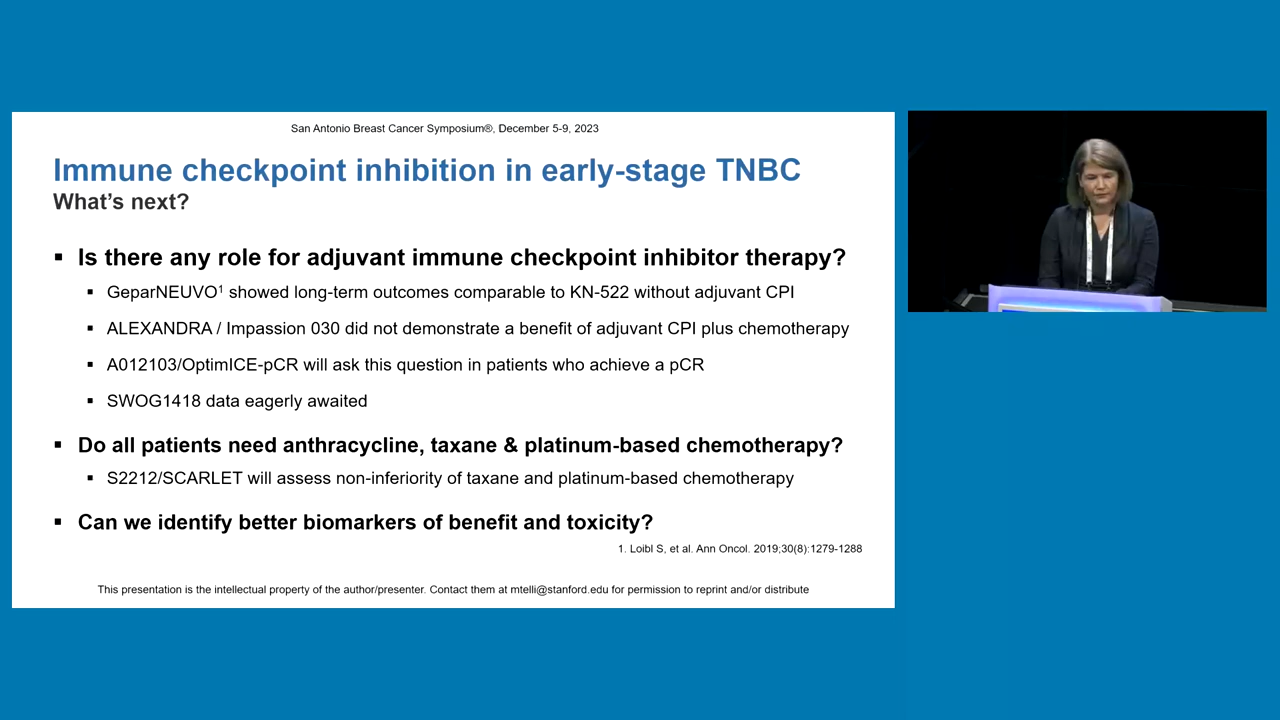 San Antonio Breast Cancer Symposium®, December 5-9, 2023
Immune checkpoint inhibition in early-stage TNBC
What’s next?
▪ Is there any role for adjuvant immune checkpoint inhibitor therapy?
▪ GeparNEUVO¹ showed long-term outcomes comparable to KN-522 without adjuvant CPI
▪ ALEXANDRA / Impassion 030 did not demonstrate a benefit of adjuvant CPI plus chemotherapy
▪ A012103/OptimICE-pCR will ask this question in patients who achieve a pCR
▪ SWOG1418 data eagerly awaited
▪ Do all patients need anthracycline, taxane & platinum-based chemotherapy?
▪ S2212/SCARLET will assess non-inferiority of taxane and platinum-based chemotherapy
▪ Can we identify better biomarkers of benefit and toxicity?
1. Loibl S, et al. Ann Oncol. 2019;30(8):1279-1288
This presentation is the intellectual property of the author/presenter. Contact them at mtelli@stanford.edu for permission to reprint and/or distribute